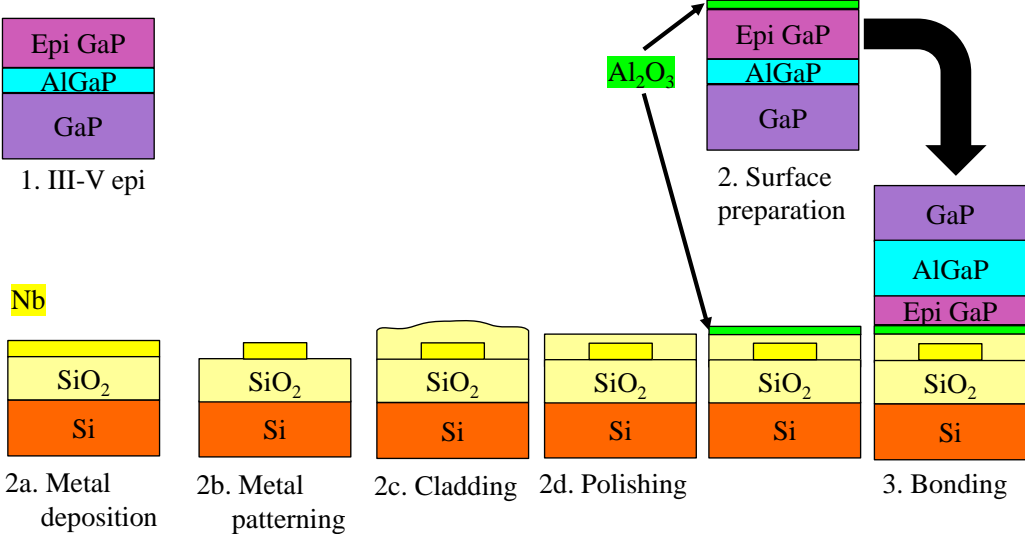 Epi GaP
AlGaP
GaP
1. III-V epi
Al₂O₃
Epi GaP
AlGaP
GaP
2. Surface
preparation
GaP
AlGaP
Epi GaP
Nb
SiO₂
Si
2a. Metal
deposition
SiO₂
Si
2b. Metal
patterning
SiO₂
Si
2c. Cladding
SiO₂
Si
2d. Polishing
SiO₂
Si
SiO₂
Si
3. Bonding